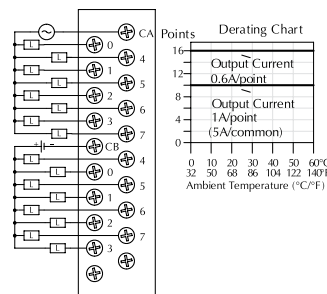 CA
L 0
L 4
L 1
L 5
L 2
L 6
L 3
L 7
+ - CB
L 4
L 0
L 5
L 1
L 6
L 2
L 7
L 3
Points Derating Chart
16
12
8
4
0
Output Current
0.6A/point
Output Current
1A/point
(5A/common)
0 10 20 30 40 50 60°C
32 50 68 86 104 122 140°F
Ambient Temperature (°C/°F)